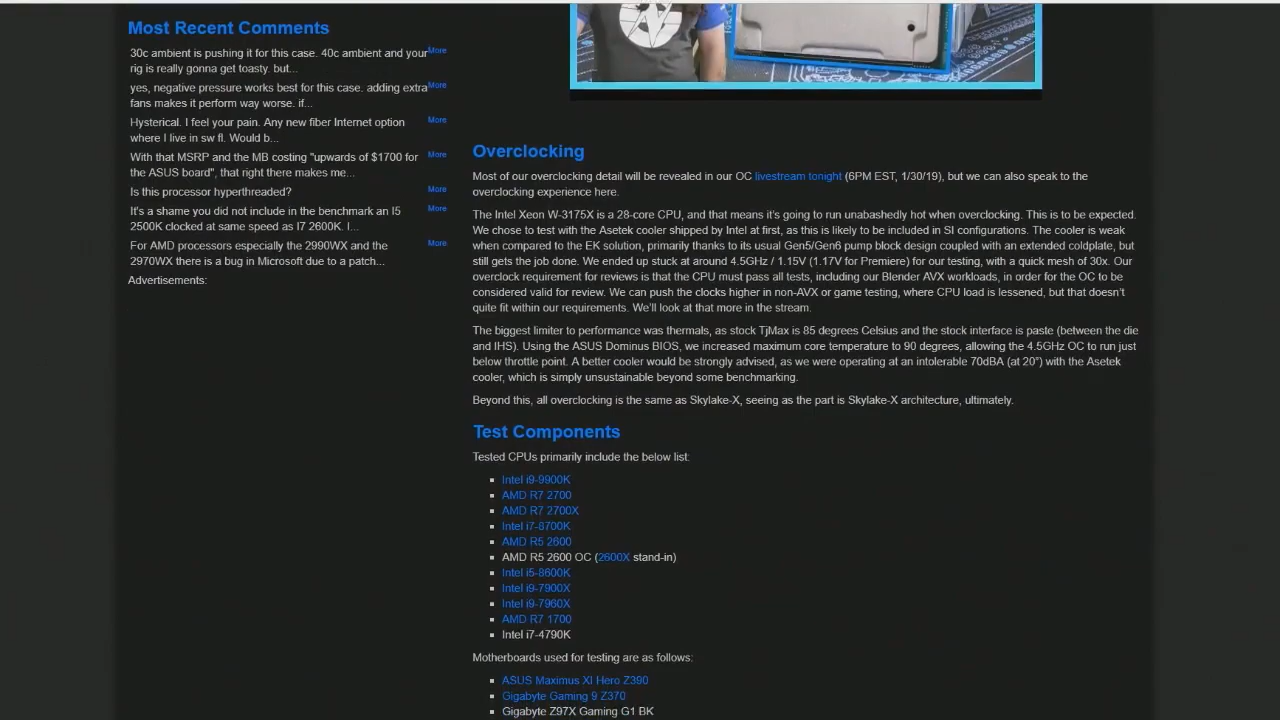 Most Recent Comments
30c ambient is pushing it for this case. 40c ambient and your More
rig is really gonna get toasty. but...
yes, negative pressure works best for this case. adding extra More
fans makes it perform way worse. if...
Hysterical. I feel your pain. Any new fiber Internet option More
where I live in sw fl. Would b...
With that MSRP and the MB costing "upwards of $1700 for More
the ASUS board", that right there makes me...
Is this processor hyperthreaded? More
It's a shame you did not include in the benchmark an I5 More
2500K clocked at same speed as I7 2600K. I...
For AMD processors especially the 2990WX and the More
2970WX there is a bug in Microsoft due to a patch...
Advertisements:
Overclocking
Most of our overclocking detail will be revealed in our OC livestream tonight (6PM EST, 1/30/19), but we can also speak to the
overclocking experience here.
The Intel Xeon W-3175X is a 28-core CPU, and that means it's going to run unabashedly hot when overclocking. This is to be expected.
We chose to test with the Asetek cooler shipped by Intel at first, as this is likely to be included in SI configurations. The cooler is weak
when compared to the EK solution, primarily thanks to its usual Gen5/Gen6 pump block design coupled with an extended coldplate, but
still gets the job done. We ended up stuck at around 4.5GHz / 1.15V (1.17V for Premiere) for our testing, with a quick mesh of 30x. Our
overclock requirement for reviews is that the CPU must pass all tests, including our Blender AVX workloads, in order for the OC to be
considered valid for review. We can push the clocks higher in non-AVX or game testing, where CPU load is lessened, but that doesn't
quite fit within our requirements. We'll look at that more in the stream.
The biggest limiter to performance was thermals, as stock TjMax is 85 degrees Celsius and the stock interface is paste (between the die
and IHS). Using the ASUS Dominus BIOS, we increased maximum core temperature to 90 degrees, allowing the 4.5GHz OC to run just
below throttle point. A better cooler would be strongly advised, as we were operating at an intolerable 70dBA (at 20") with the Asetek
cooler, which is simply unsustainable beyond some benchmarking.
Beyond this, all overclocking is the same as Skylake-X, seeing as the part is Skylake-X architecture, ultimately.
Test Components
Tested CPUs primarily include the below list:
Intel i9-9900K
AMD R7 2700
AMD R7 2700X
Intel i7-8700K
AMD R5 2600
AMD R5 2600 OC (2600X stand-in)
Intel i5-8600K
Intel i9-7900X
Intel i9-7960X
AMD R7 1700
Intel i7-4790K
Motherboards used for testing are as follows:
ASUS Maximus XI Hero Z390
Gigabyte Gaming 9 Z370
Gigabyte Z97X Gaming G1 BK